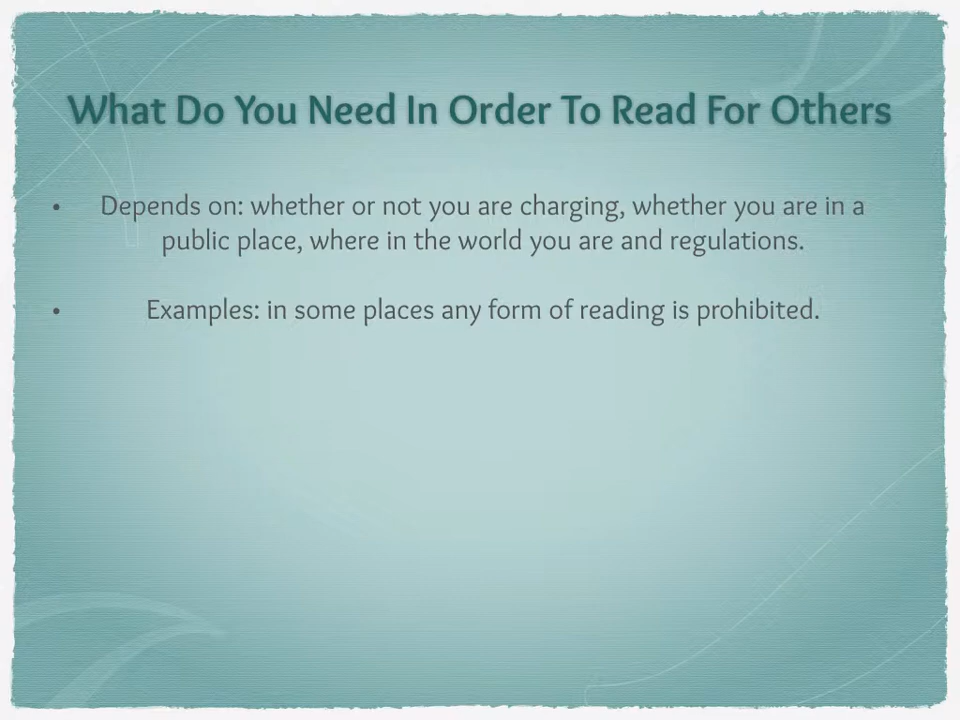 What Do You Need In Order To Read For Others
• Depends on: whether or not you are charging, whether you are in a
public place, where in the world you are and regulations.
• Examples: in some places any form of reading is prohibited.